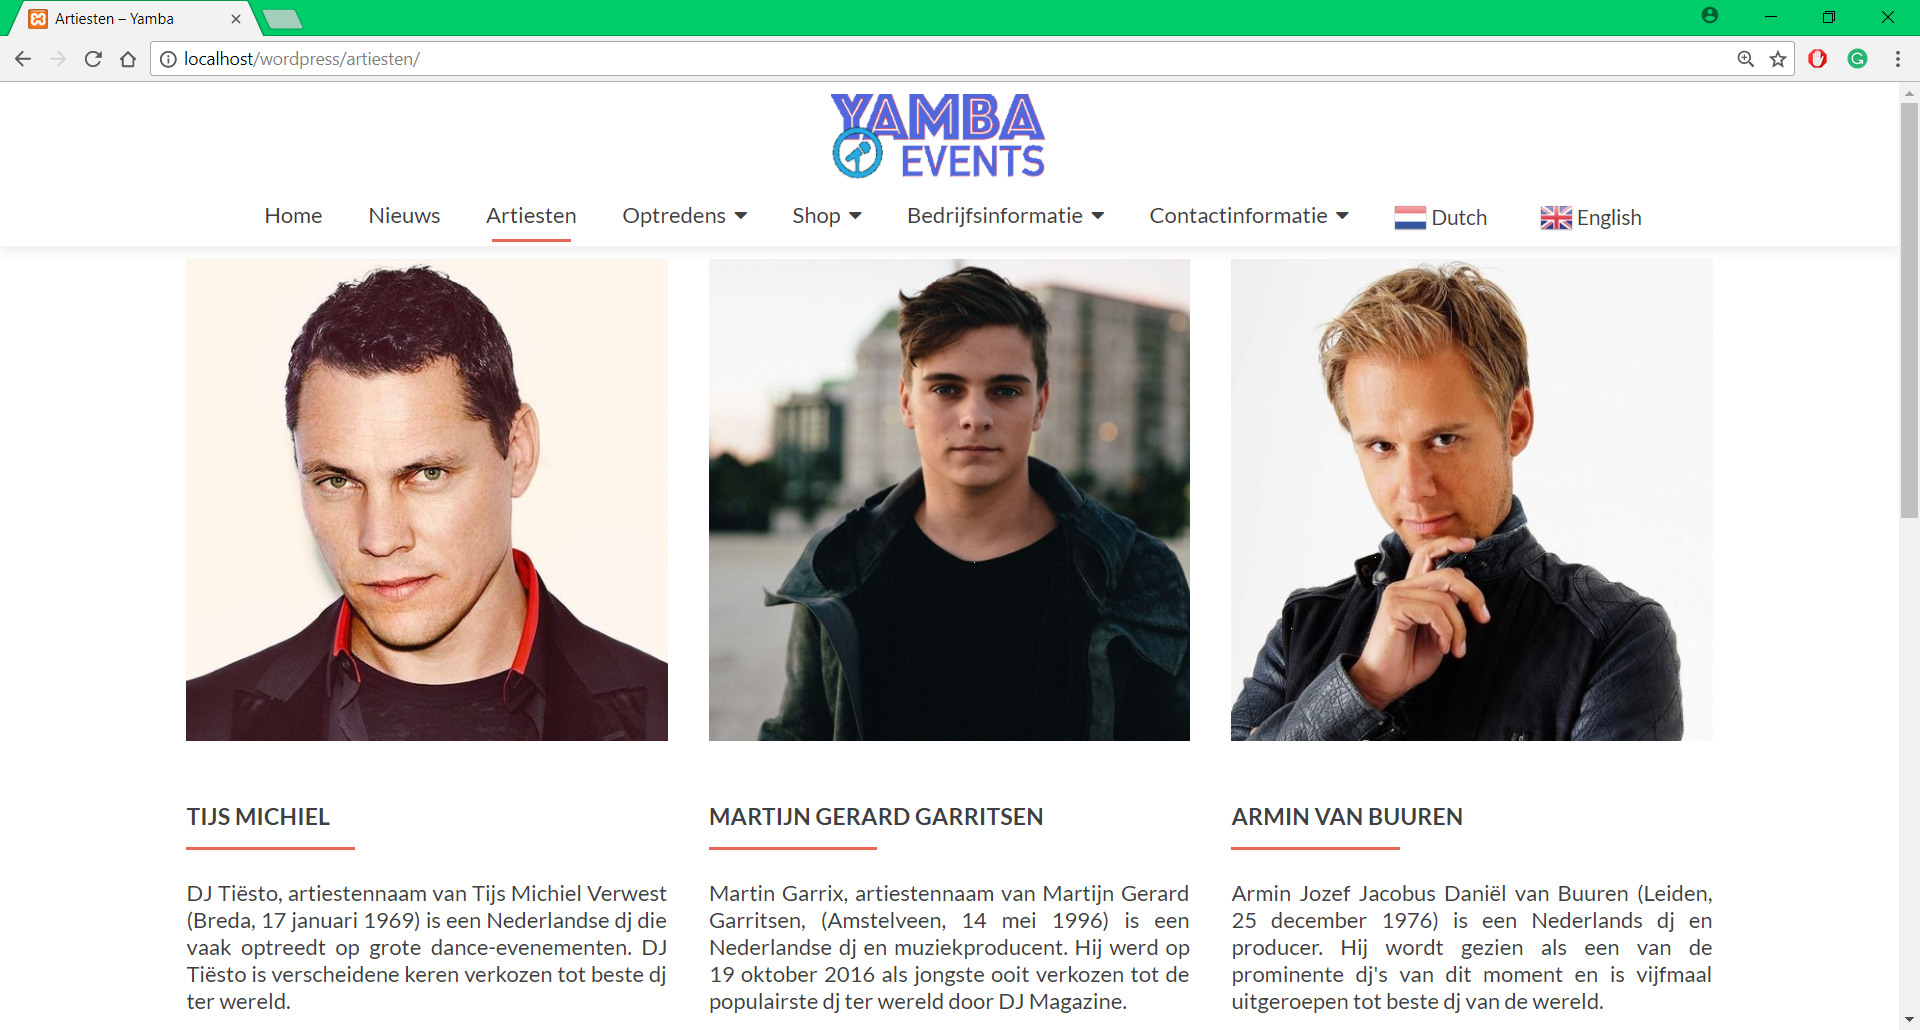 Artiesten – Yamba
localhost/wordpress/artiesten/
YAMBA
EVENTS
Home Nieuws Artiesten Optredens Shop Bedrijfsinformatie Contactinformatie Dutch English
TIJS MICHIEL
DJ Tiësto, artiestennaam van Tijs Michiel Verwest
(Breda, 17 januari 1969) is een Nederlandse dj die
vaak optreedt op grote dance-evenementen. DJ
Tiësto is verscheidene keren verkozen tot beste dj
ter wereld.
MARTIJN GERARD GARRITSEN
Martin Garrix, artiestennaam van Martijn Gerard
Garritsen, (Amstelveen, 14 mei 1996) is een
Nederlandse dj en muziekproducent. Hij werd op
19 oktober 2016 als jongste ooit verkozen tot de
populairste dj ter wereld door DJ Magazine.
ARMIN VAN BUUREN
Armin Jozef Jacobus Daniël van Buuren (Leiden,
25 december 1976) is een Nederlands dj en
producer. Hij wordt gezien als een van de
prominente dj's van dit moment en is vijfmaal
uitgeroepen tot beste dj van de wereld.